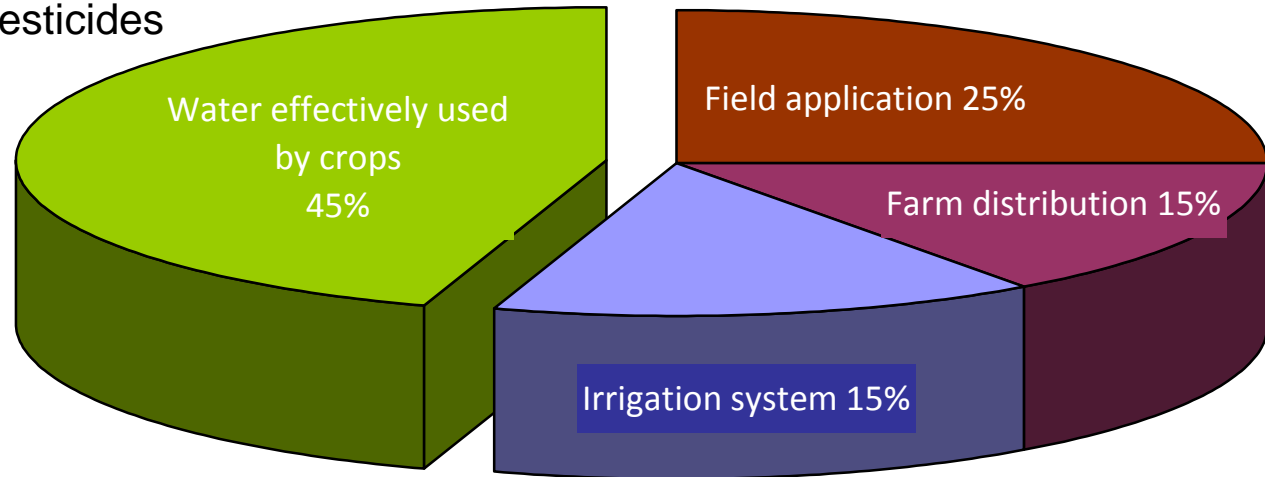 esticides
Water effectively used
by crops
45%
Field application 25%
Farm distribution 15%
Irrigation system 15%